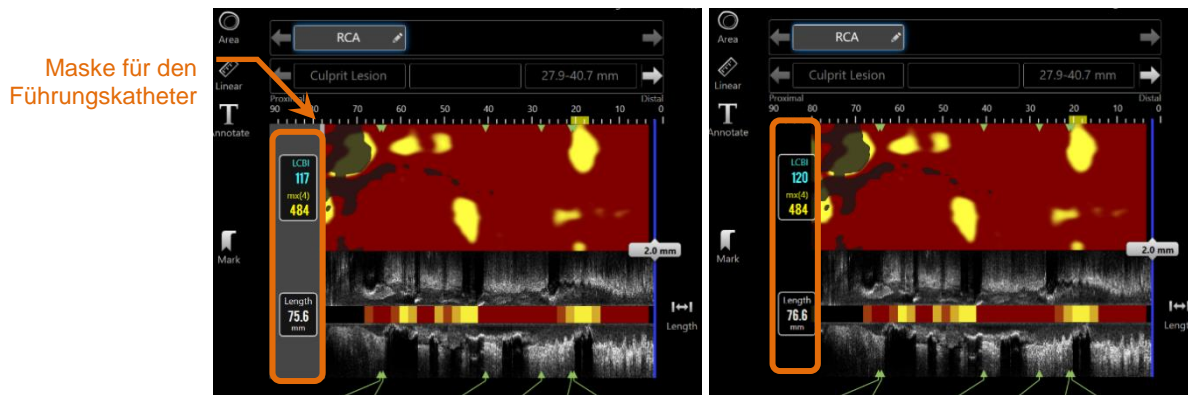 Maske für den
Führungskatheter
Area
RCA
Linear
Culprit Lesion
27.9-40.7 mm
Proximal
Distal
90 80 70 60 50 40 30 20 10 0
T
Annotate
LCBI
117
mx(4)
484
Mark
2.0 mm
Length
75.6
mm
Length
Area
RCA
Linear
Culprit Lesion
27.9-40.7 mm
Proximal
Distal
90 80 70 60 50 40 30 20 10 0
T
Annotate
LCBI
120
mx(4)
484
Mark
2.0 mm
Length
76.6
mm
Lengt